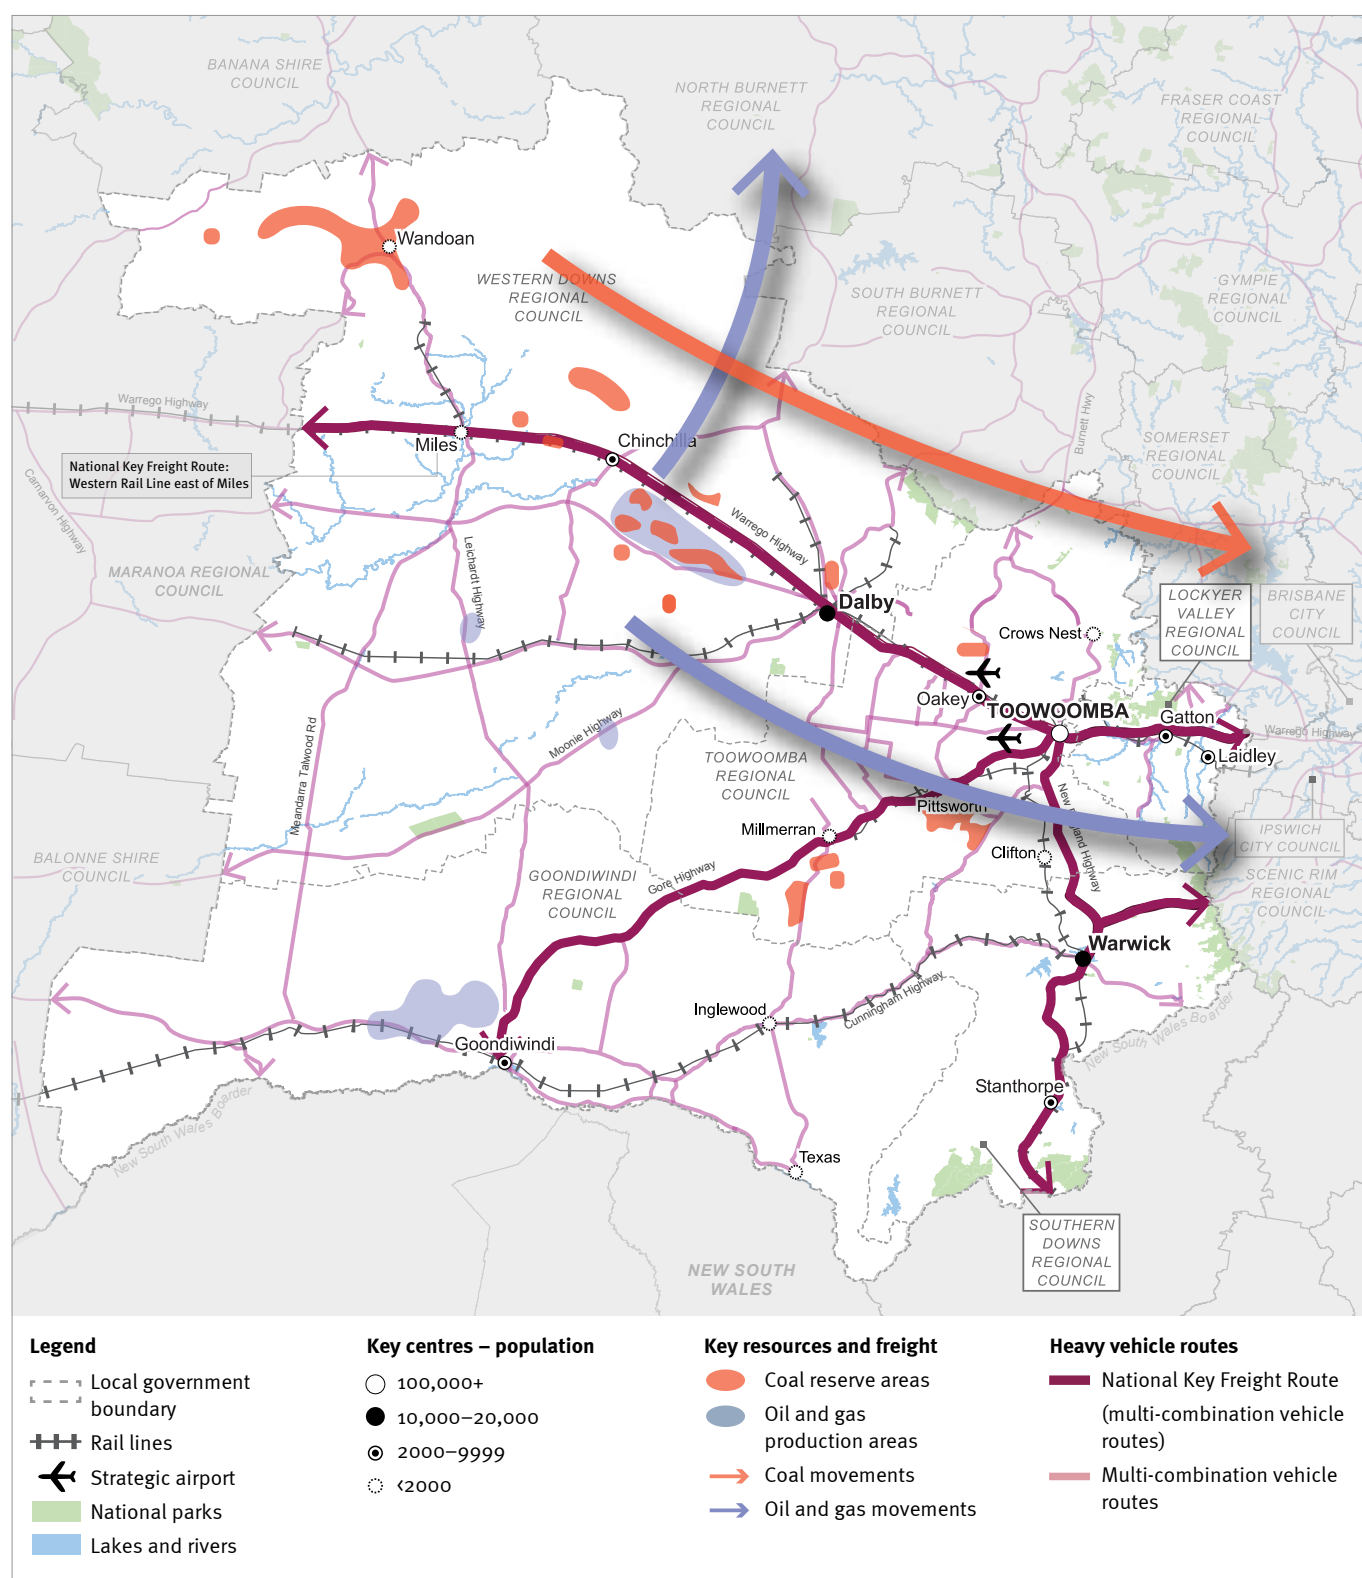 BANANA SHIRE
COUNCIL
NORTH BURNETT
REGIONAL
COUNCIL
FRASER COAST
REGIONAL
COUNCIL
Wandoan
WESTERN DOWNS
REGIONAL
COUNCIL
SOUTH BURNETT
REGIONAL
COUNCIL
GYMPIE
REGIONAL
COUNCIL
Warrego Highway
Miles
Chinchilla
Burnett Hwy
SOMERSET
REGIONAL
COUNCIL
National Key Freight Route:
Western Rail Line east of Miles
Carnarvon Highway
Warrego Highway
MARANOA REGIONAL
COUNCIL
Leichardt Highway
Dalby
LOCKYER
VALLEY
REGIONAL
COUNCIL
BRISBANE
CITY
COUNCIL
Crows Nest
Oakey
TOOWOOMBA
Gatton
Warrego Highway
Laidley
Meandarra Talwood Rd
Moonie Highway
TOOWOOMBA
REGIONAL
COUNCIL
Pittsworth
New England Highway
Millmerran
Clifton
IPSWICH
CITY COUNCIL
BALONNE SHIRE
COUNCIL
GOONDIWINDI
REGIONAL
COUNCIL
Gore Highway
SCENIC RIM
REGIONAL
COUNCIL
Warwick
Inglewood
Cunningham Highway
New South Wales Boarder
Goondiwindi
Stanthorpe
New South Wales Boarder
Texas
SOUTHERN
DOWNS
REGIONAL
COUNCIL
NEW SOUTH
WALES
Legend
Local government
boundary
Rail lines
Strategic airport
National parks
Lakes and rivers
Key centres – population
100,000+
10,000–20,000
2000–9999
<2000
Key resources and freight
Coal reserve areas
Oil and gas
production areas
Coal movements
Oil and gas movements
Heavy vehicle routes
National Key Freight Route
(multi-combination vehicle
routes)
Multi-combination vehicle
routes